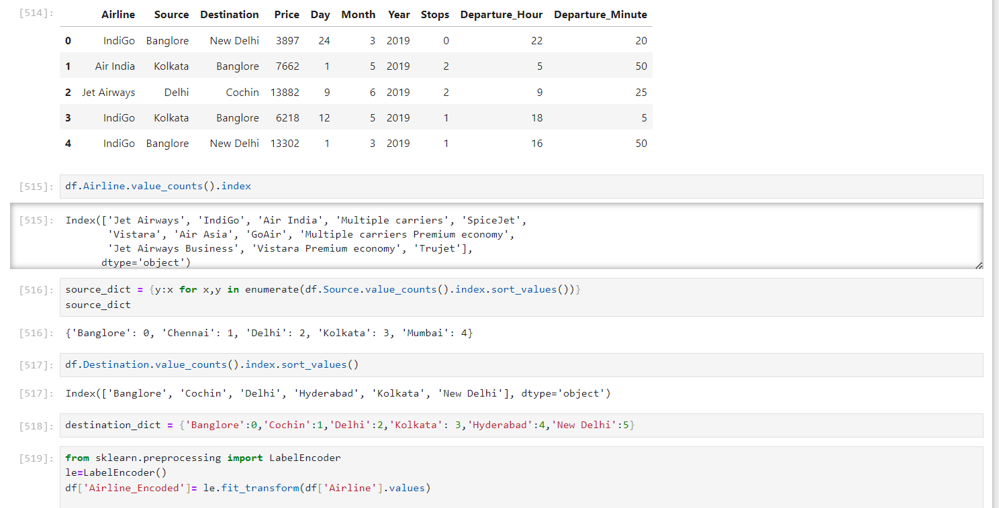 [514]: Airline Source Destination Price Day Month Year Stops Departure_Hour Departure_Minute
0 IndiGo Banglore New Delhi 3897 24 3 2019 0 22 20
1 Air India Kolkata Banglore 7662 1 5 2019 2 5 50
2 Jet Airways Delhi Cochin 13882 9 6 2019 2 9 25
3 IndiGo Kolkata Banglore 6218 12 5 2019 1 18 5
4 IndiGo Banglore New Delhi 13302 1 3 2019 1 16 50
[515]: df.Airline.value_counts().index
[515]: Index(['Jet Airways', 'IndiGo', 'Air India', 'Multiple carriers', 'SpiceJet',
'Vistara', 'Air Asia', 'GoAir', 'Multiple carriers Premium economy',
'Jet Airways Business', 'Vistara Premium economy', 'Trujet'],
dtype='object')
[516]: source_dict = {y:x for x,y in enumerate(df.Source.value_counts().index.sort_values())}
source_dict
[516]: {'Banglore': 0, 'Chennai': 1, 'Delhi': 2, 'Kolkata': 3, 'Mumbai': 4}
[517]: df.Destination.value_counts().index.sort_values()
[517]: Index(['Banglore', 'Cochin', 'Delhi', 'Hyderabad', 'Kolkata', 'New Delhi'], dtype='object')
[518]: destination_dict = {'Banglore':0,'Cochin':1,'Delhi':2,'Kolkata': 3,'Hyderabad':4,'New Delhi':5}
[519]: from sklearn.preprocessing import LabelEncoder
le=LabelEncoder()
df['Airline_Encoded']= le.fit_transform(df['Airline'].values)